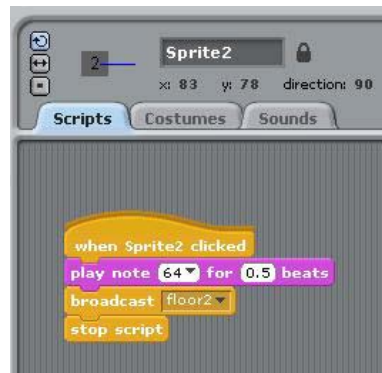 Sprite2
2
x: 83 y: 78 direction: 90
Scripts Costumes Sounds
when Sprite2 clicked
play note 64 for 0.5 beats
broadcast floor2
stop script